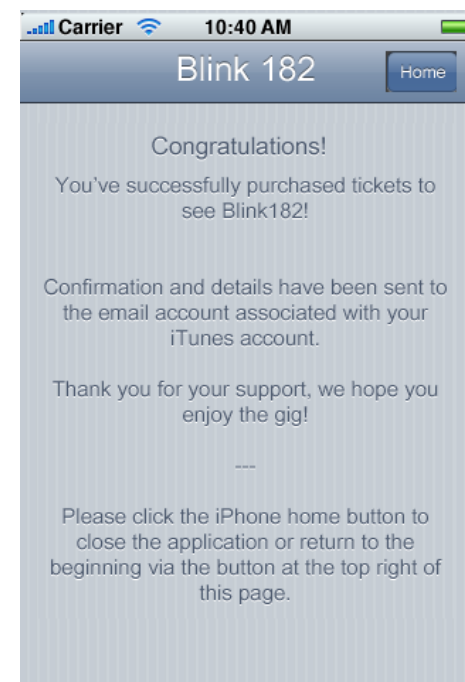 Carrier 10:40 AM
Blink 182
Home
Congratulations!
You've successfully purchased tickets to
see Blink182!
Confirmation and details have been sent to
the email account associated with your
iTunes account.
Thank you for your support, we hope you
enjoy the gig!
---
Please click the iPhone home button to
close the application or return to the
beginning via the button at the top right of
this page.